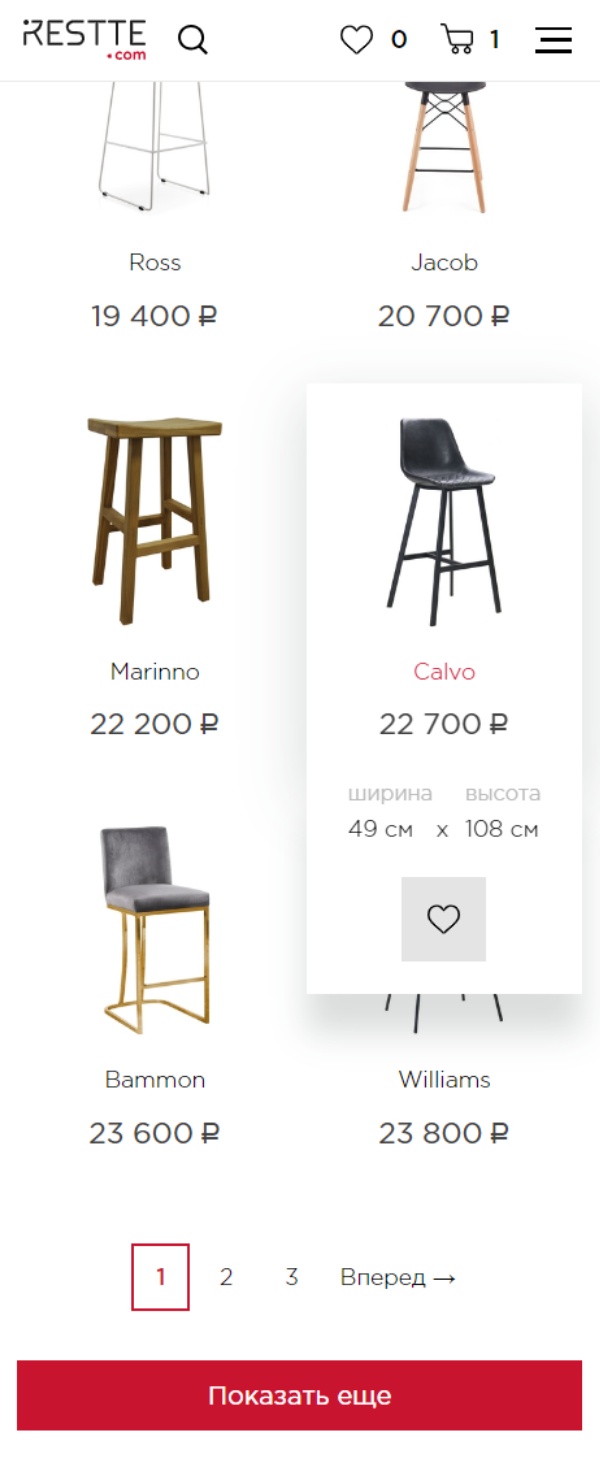 RESTTE
.com
0
1
Ross
Jacob
19 400 ₽
20 700 ₽
Marinno
Calvo
22 200 ₽
22 700 ₽
ширина высота
49 см x 108 см
Bammon
Williams
23 600 ₽
23 800 ₽
1 2 3 Вперед →
Показать еще